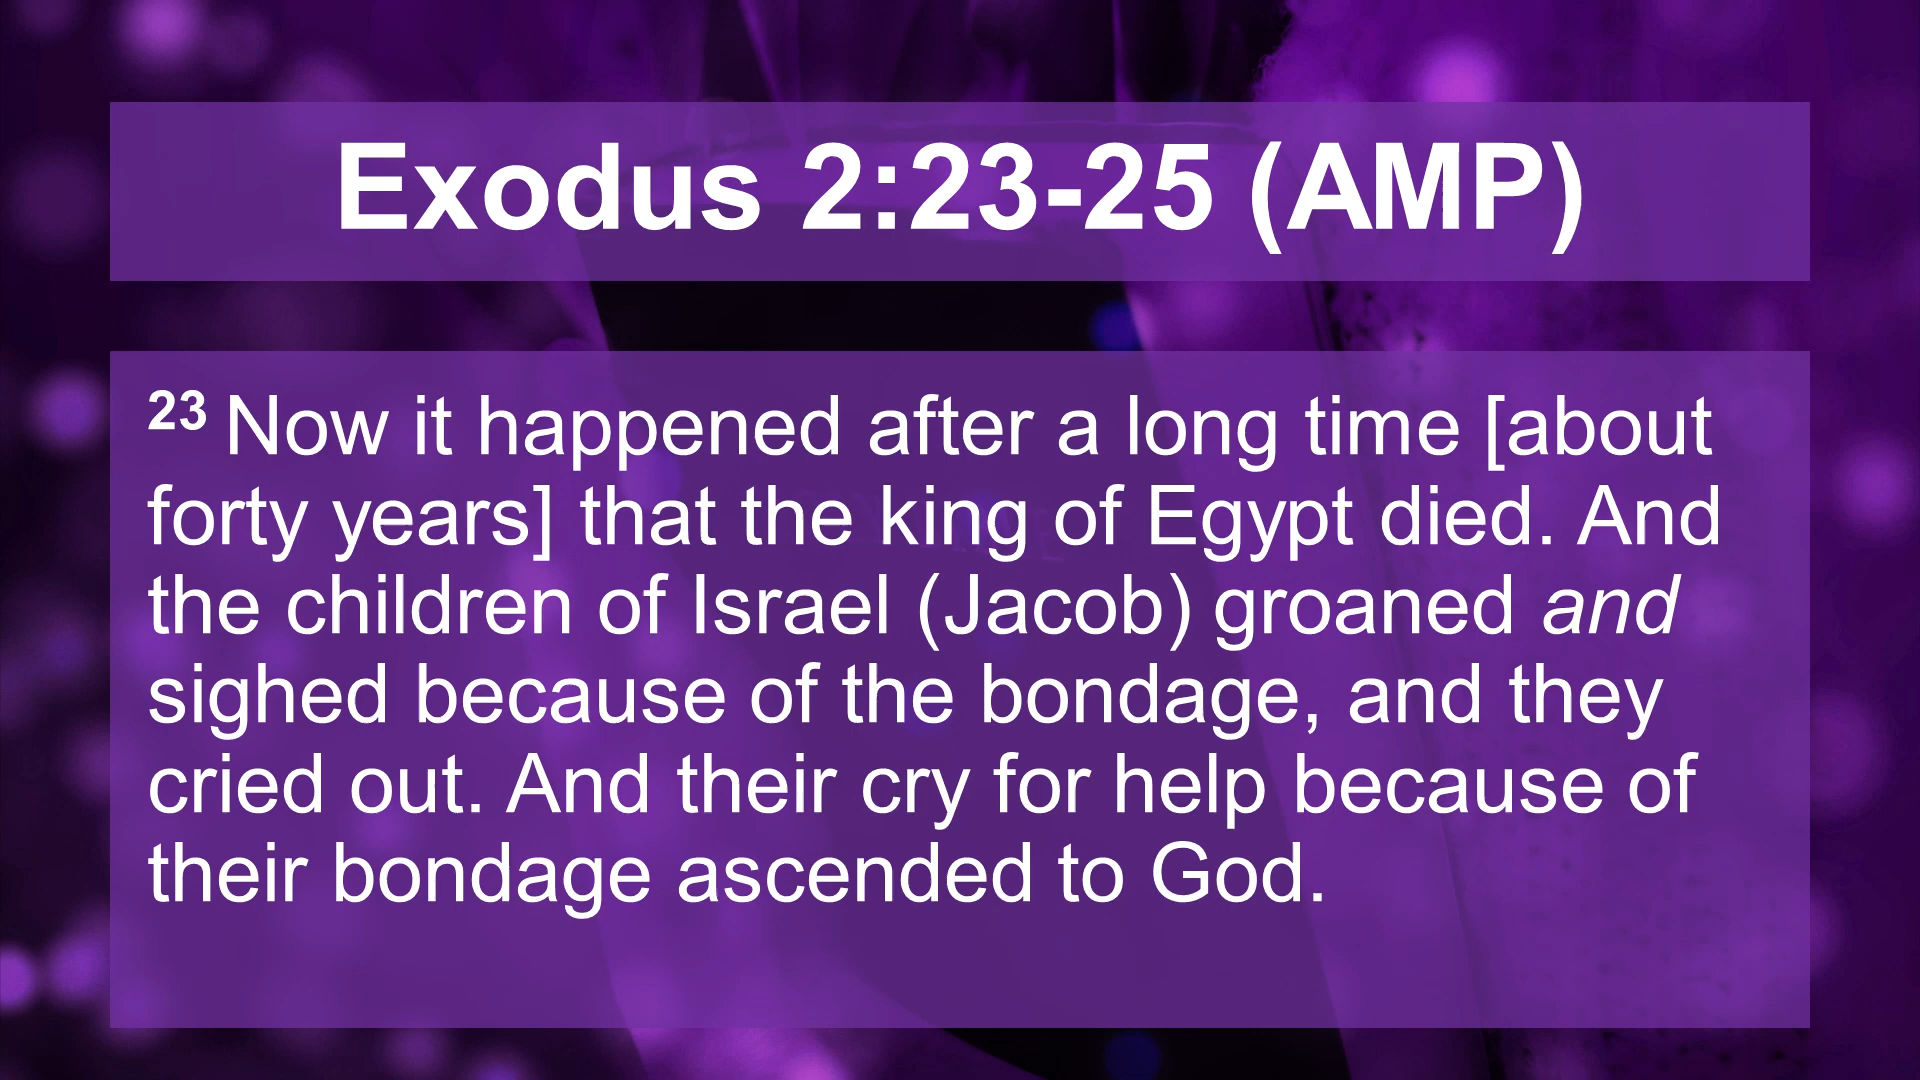 Exodus 2:23-25 (AMP)
23 Now it happened after a long time [about
forty years] that the king of Egypt died. And
the children of Israel (Jacob) groaned and
sighed because of the bondage, and they
cried out. And their cry for help because of
their bondage ascended to God.